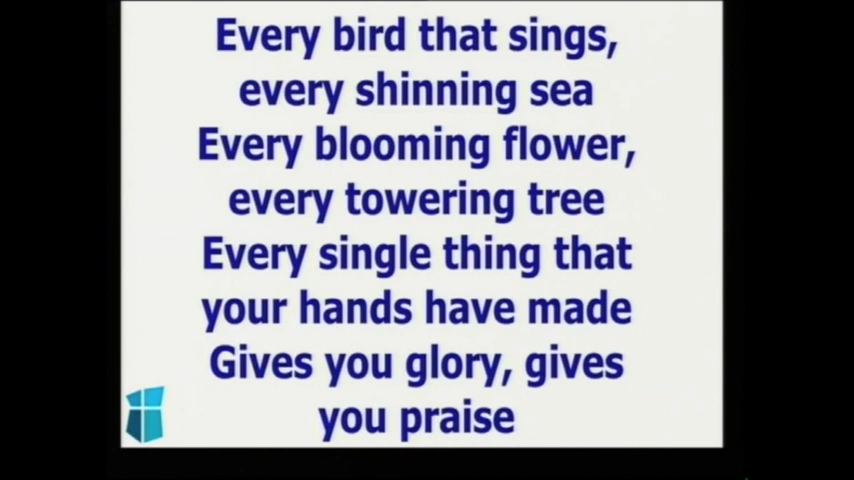 Every bird that sings,
every shinning sea
Every blooming flower,
every towering tree
Every single thing that
your hands have made
Gives you glory, gives
you praise